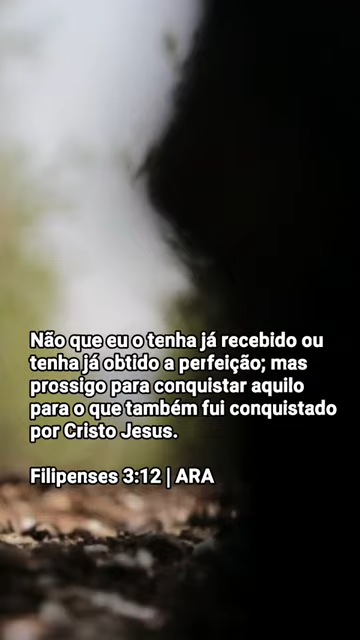 Não que eu o tenha já recebido ou
tenha já obtido a perfeição; mas
prossigo para conquistar aquilo
para o que também fui conquistado
por Cristo Jesus.
Filipenses 3:12 | ARA